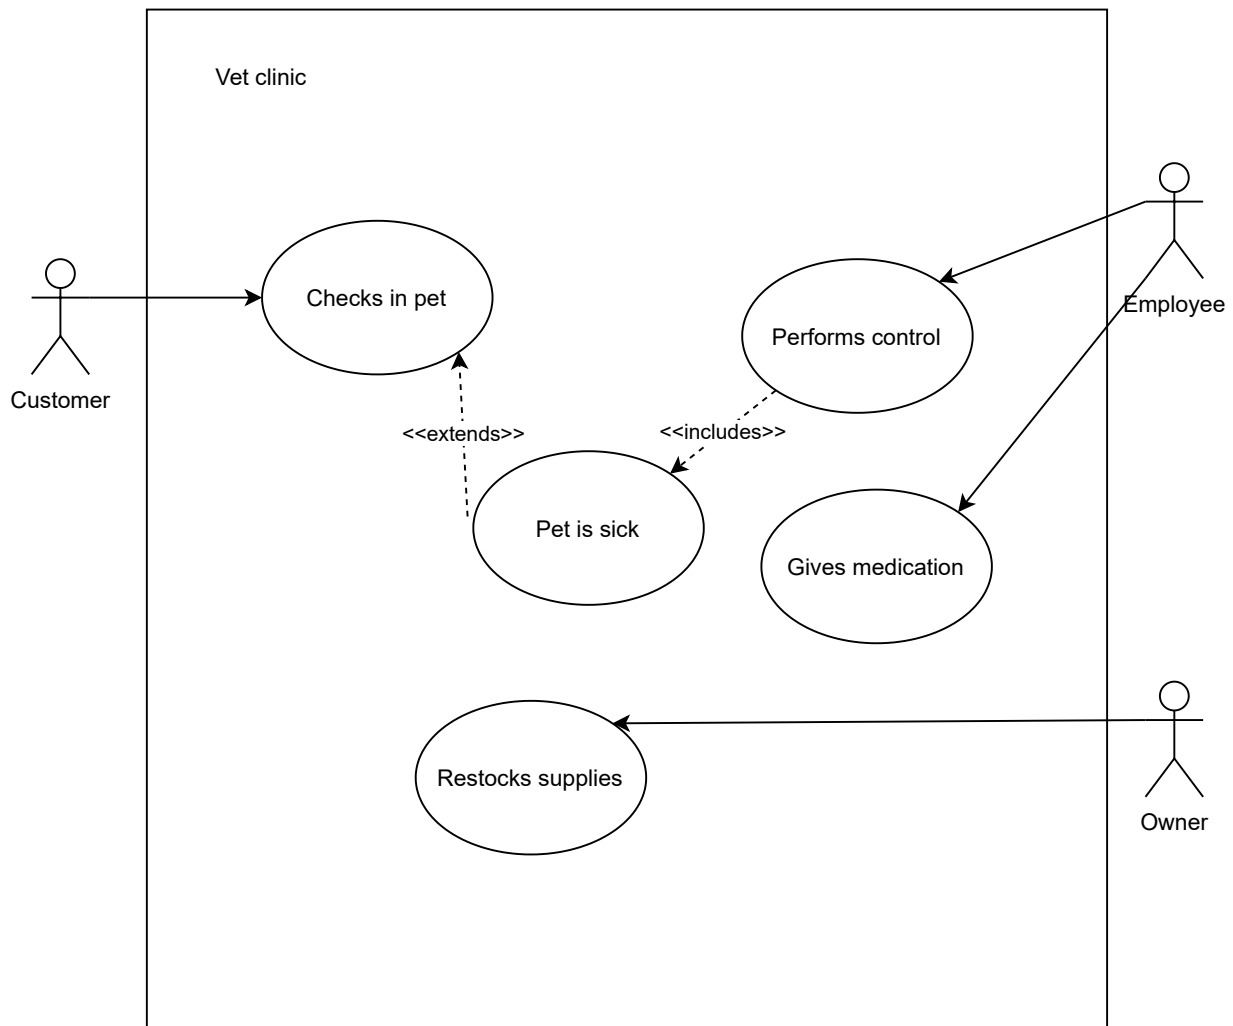 Vet clinic
Checks in pet
Employee
Performs control
Customer
<<extends>>
<<includes>>
Pet is sick
Gives medication
Restocks supplies
Owner